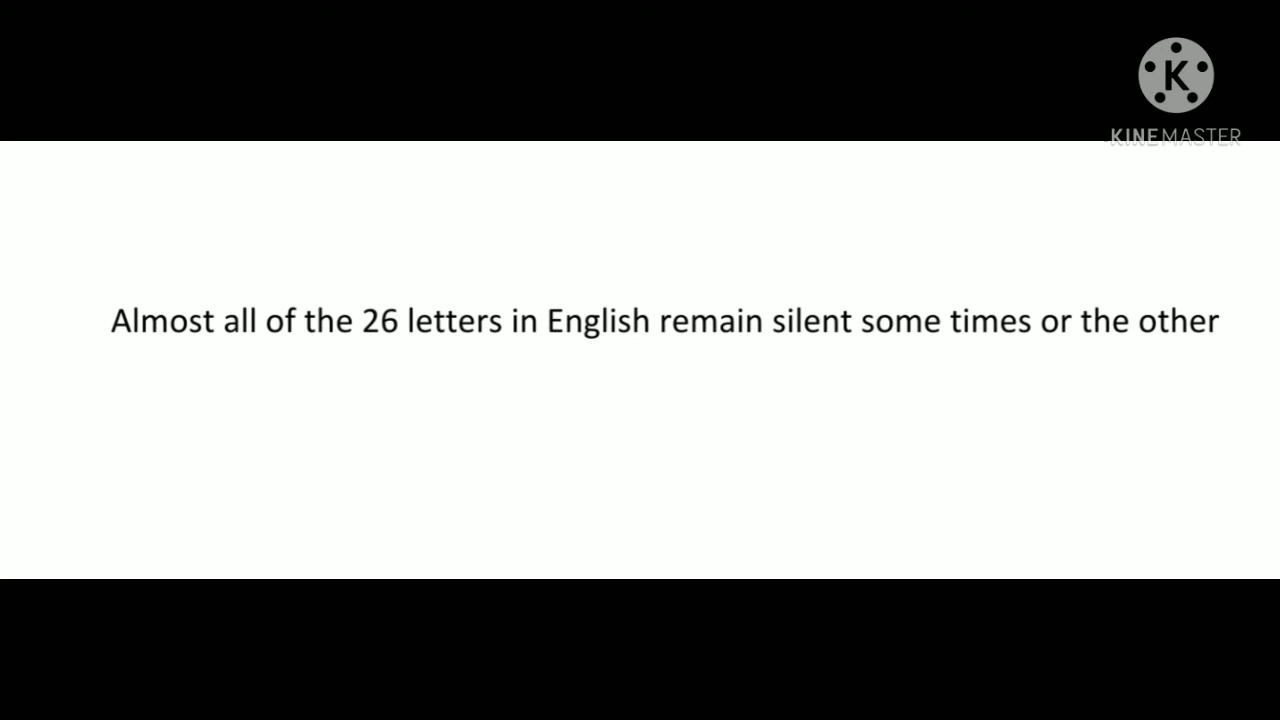 K
KINEMASTER
Almost all of the 26 letters in English remain silent some times or the other